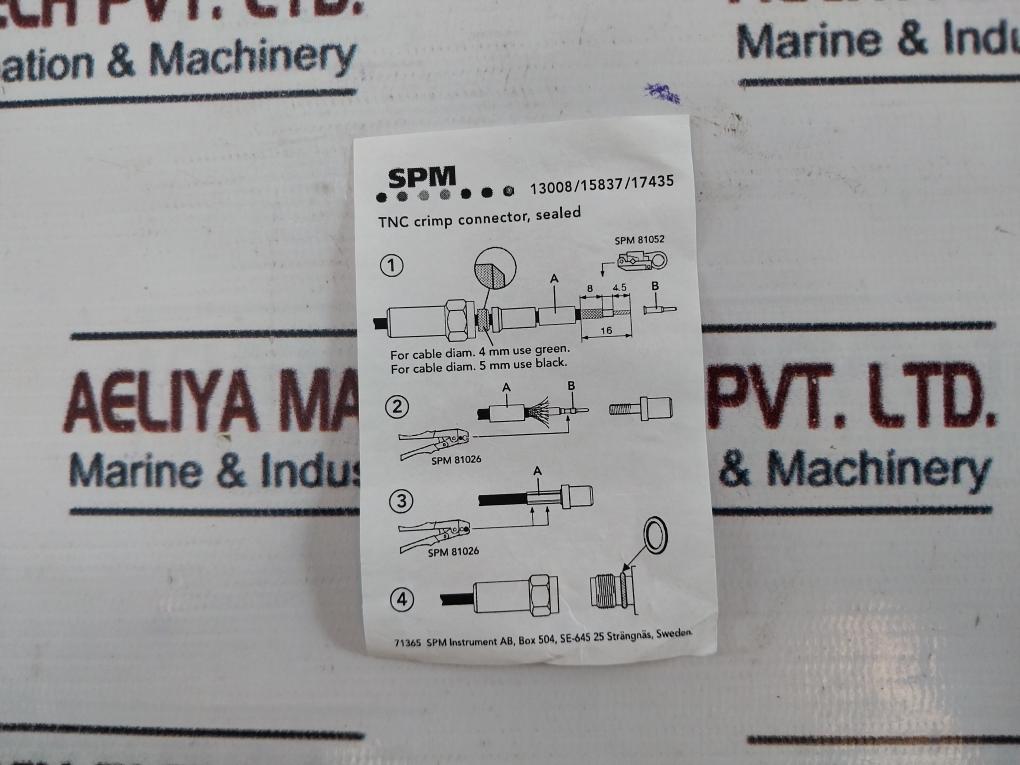 ECH PVT. LTD.
ation & Machinery
Marine & Indu
SPM
13008/15837/17435
TNC crimp connector, sealed
SPM 81052
1
A
8
4.5
B
16
For cable diam. 4 mm use green.
For cable diam. 5 mm use black.
AELIYA MA
PVT. LTD.
Marine & Indus
& Machinery
2
A
B
SPM 81026
3
A
SPM 81026
4
71365 SPM Instrument AB, Box 504, SE-645 25 Strängnäs, Sweden.